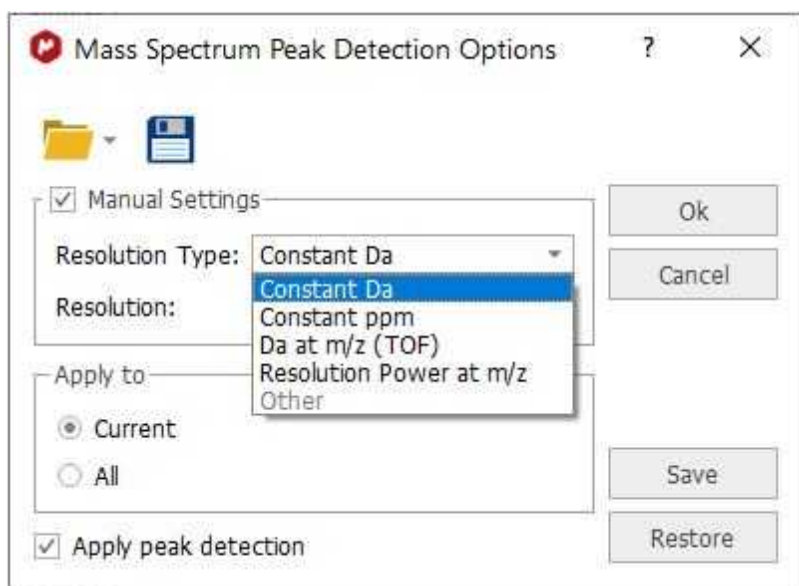 Mass Spectrum Peak Detection Options ?
Manual Settings
Ok
Resolution Type: Constant Da
Cancel
Constant Da
Resolution:
Constant ppm
Da at m/z (TOF)
Resolution Power at m/z
Other
Apply to
Current
All
Save
Apply peak detection
Restore